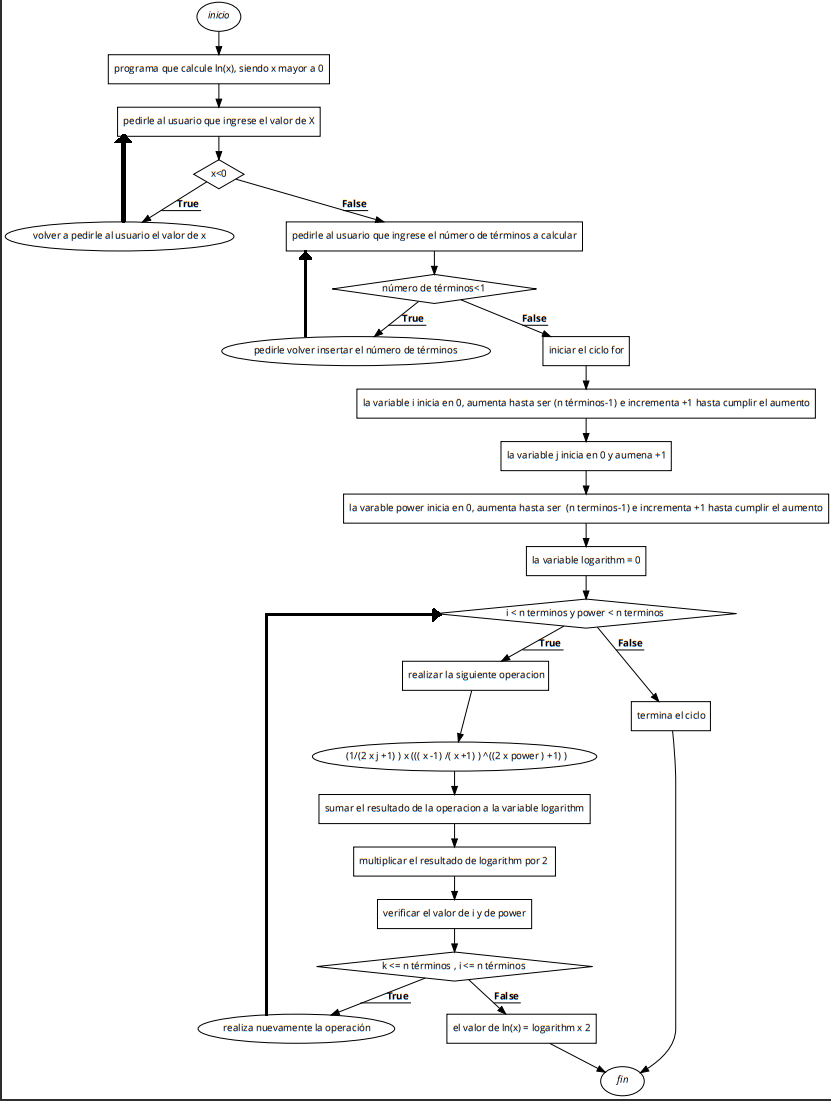 inicio
programa que calcule ln(x), siendo x mayor a 0
pedirle al usuario que ingrese el valor de X
x<0
True
False
volver a pedirle al usuario el valor de x
pedirle al usuario que ingrese el número de términos a calcular
número de términos<1
True
False
pedirle volver insertar el número de términos
iniciar el ciclo for
la variable i inicia en 0, aumenta hasta ser (n términos-1) e incrementa +1 hasta cumplir el aumento
la variable j inicia en 0 y aumena +1
la varable power inicia en 0, aumenta hasta ser (n terminos-1) e incrementa +1 hasta cumplir el aumento
la variable logarithm = 0
i < n terminos y power < n terminos
True
False
realizar la siguiente operacion
termina el ciclo
(1/(2 x j +1) ) x ((( x -1) /( x +1) ) ^((2 x power ) +1) )
sumar el resultado de la operacion a la variable logarithm
multiplicar el resultado de logarithm por 2
verificar el valor de i y de power
k <= n términos , i <= n términos
True
False
realiza nuevamente la operación
el valor de ln(x) = logarithm x 2
fin